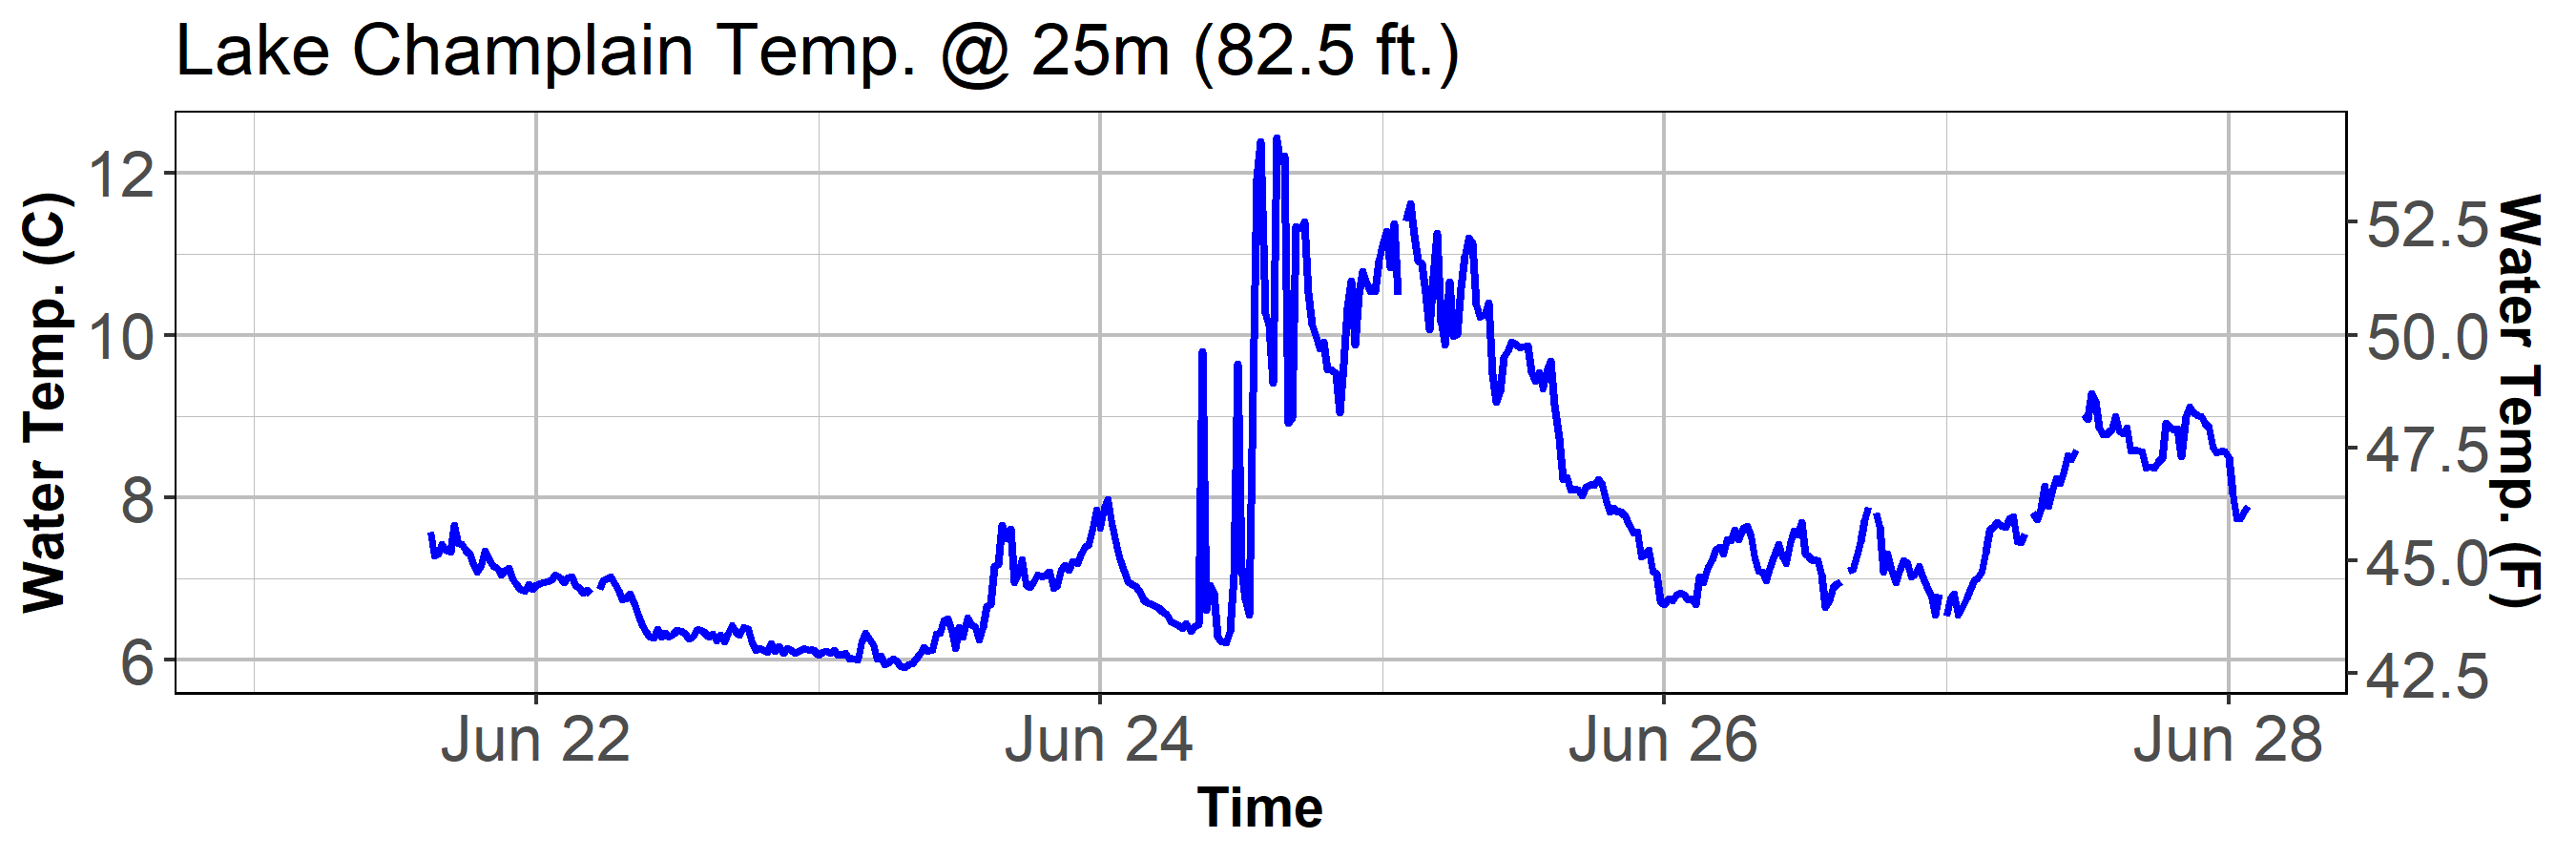 Lake Champlain Temp. @ 25m (82.5 ft.)
Water Temp. (C)
12
10
8
6
52.5
50.0
47.5
45.0
42.5
Water Temp. (F)
Jun 22
Jun 24
Jun 26
Jun 28
Time